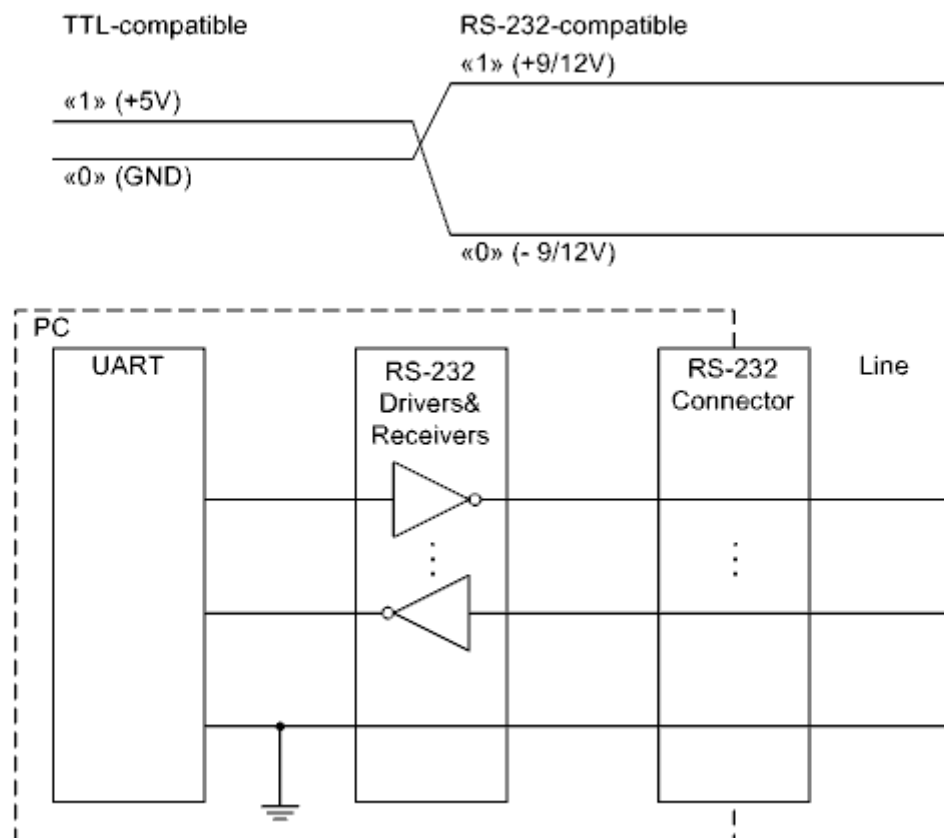 TTL-compatible
RS-232-compatible
«1» (+9/12V)
«1» (+5V)
«0» (GND)
«0» (- 9/12V)
PC
UART
RS-232
Drivers&
Receivers
RS-232
Connector
Line